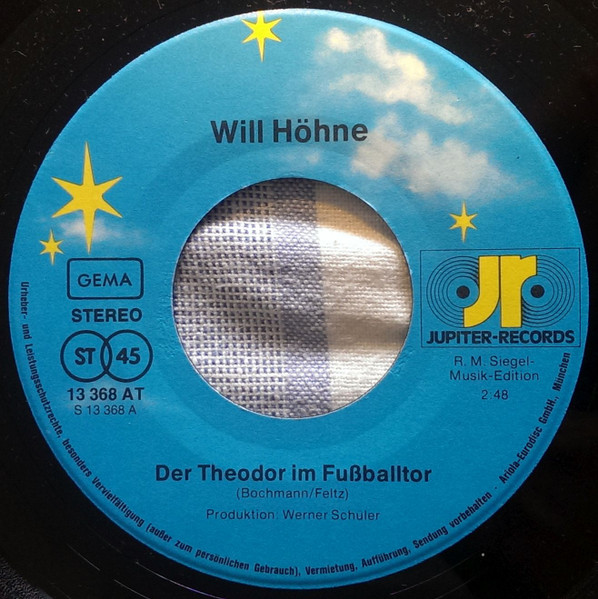 Will Höhne
GEMA
STEREO
ST 45
13 368 AT
S 13 368 A
jr
JUPITER-RECORDS
R. M. Siegel-
Musik-Edition
2:48
Der Theodor im Fußballtor
(Bochmann/Feltz)
Produktion: Werner Schüler
Urheber- und Leistungsschutzrechte, besonders Vervielfältigung (außer zum persönlichen Gebrauch), Vermietung, Aufführung, Sendung vorbehalten - Ariola-Eurodisc GmbH., München